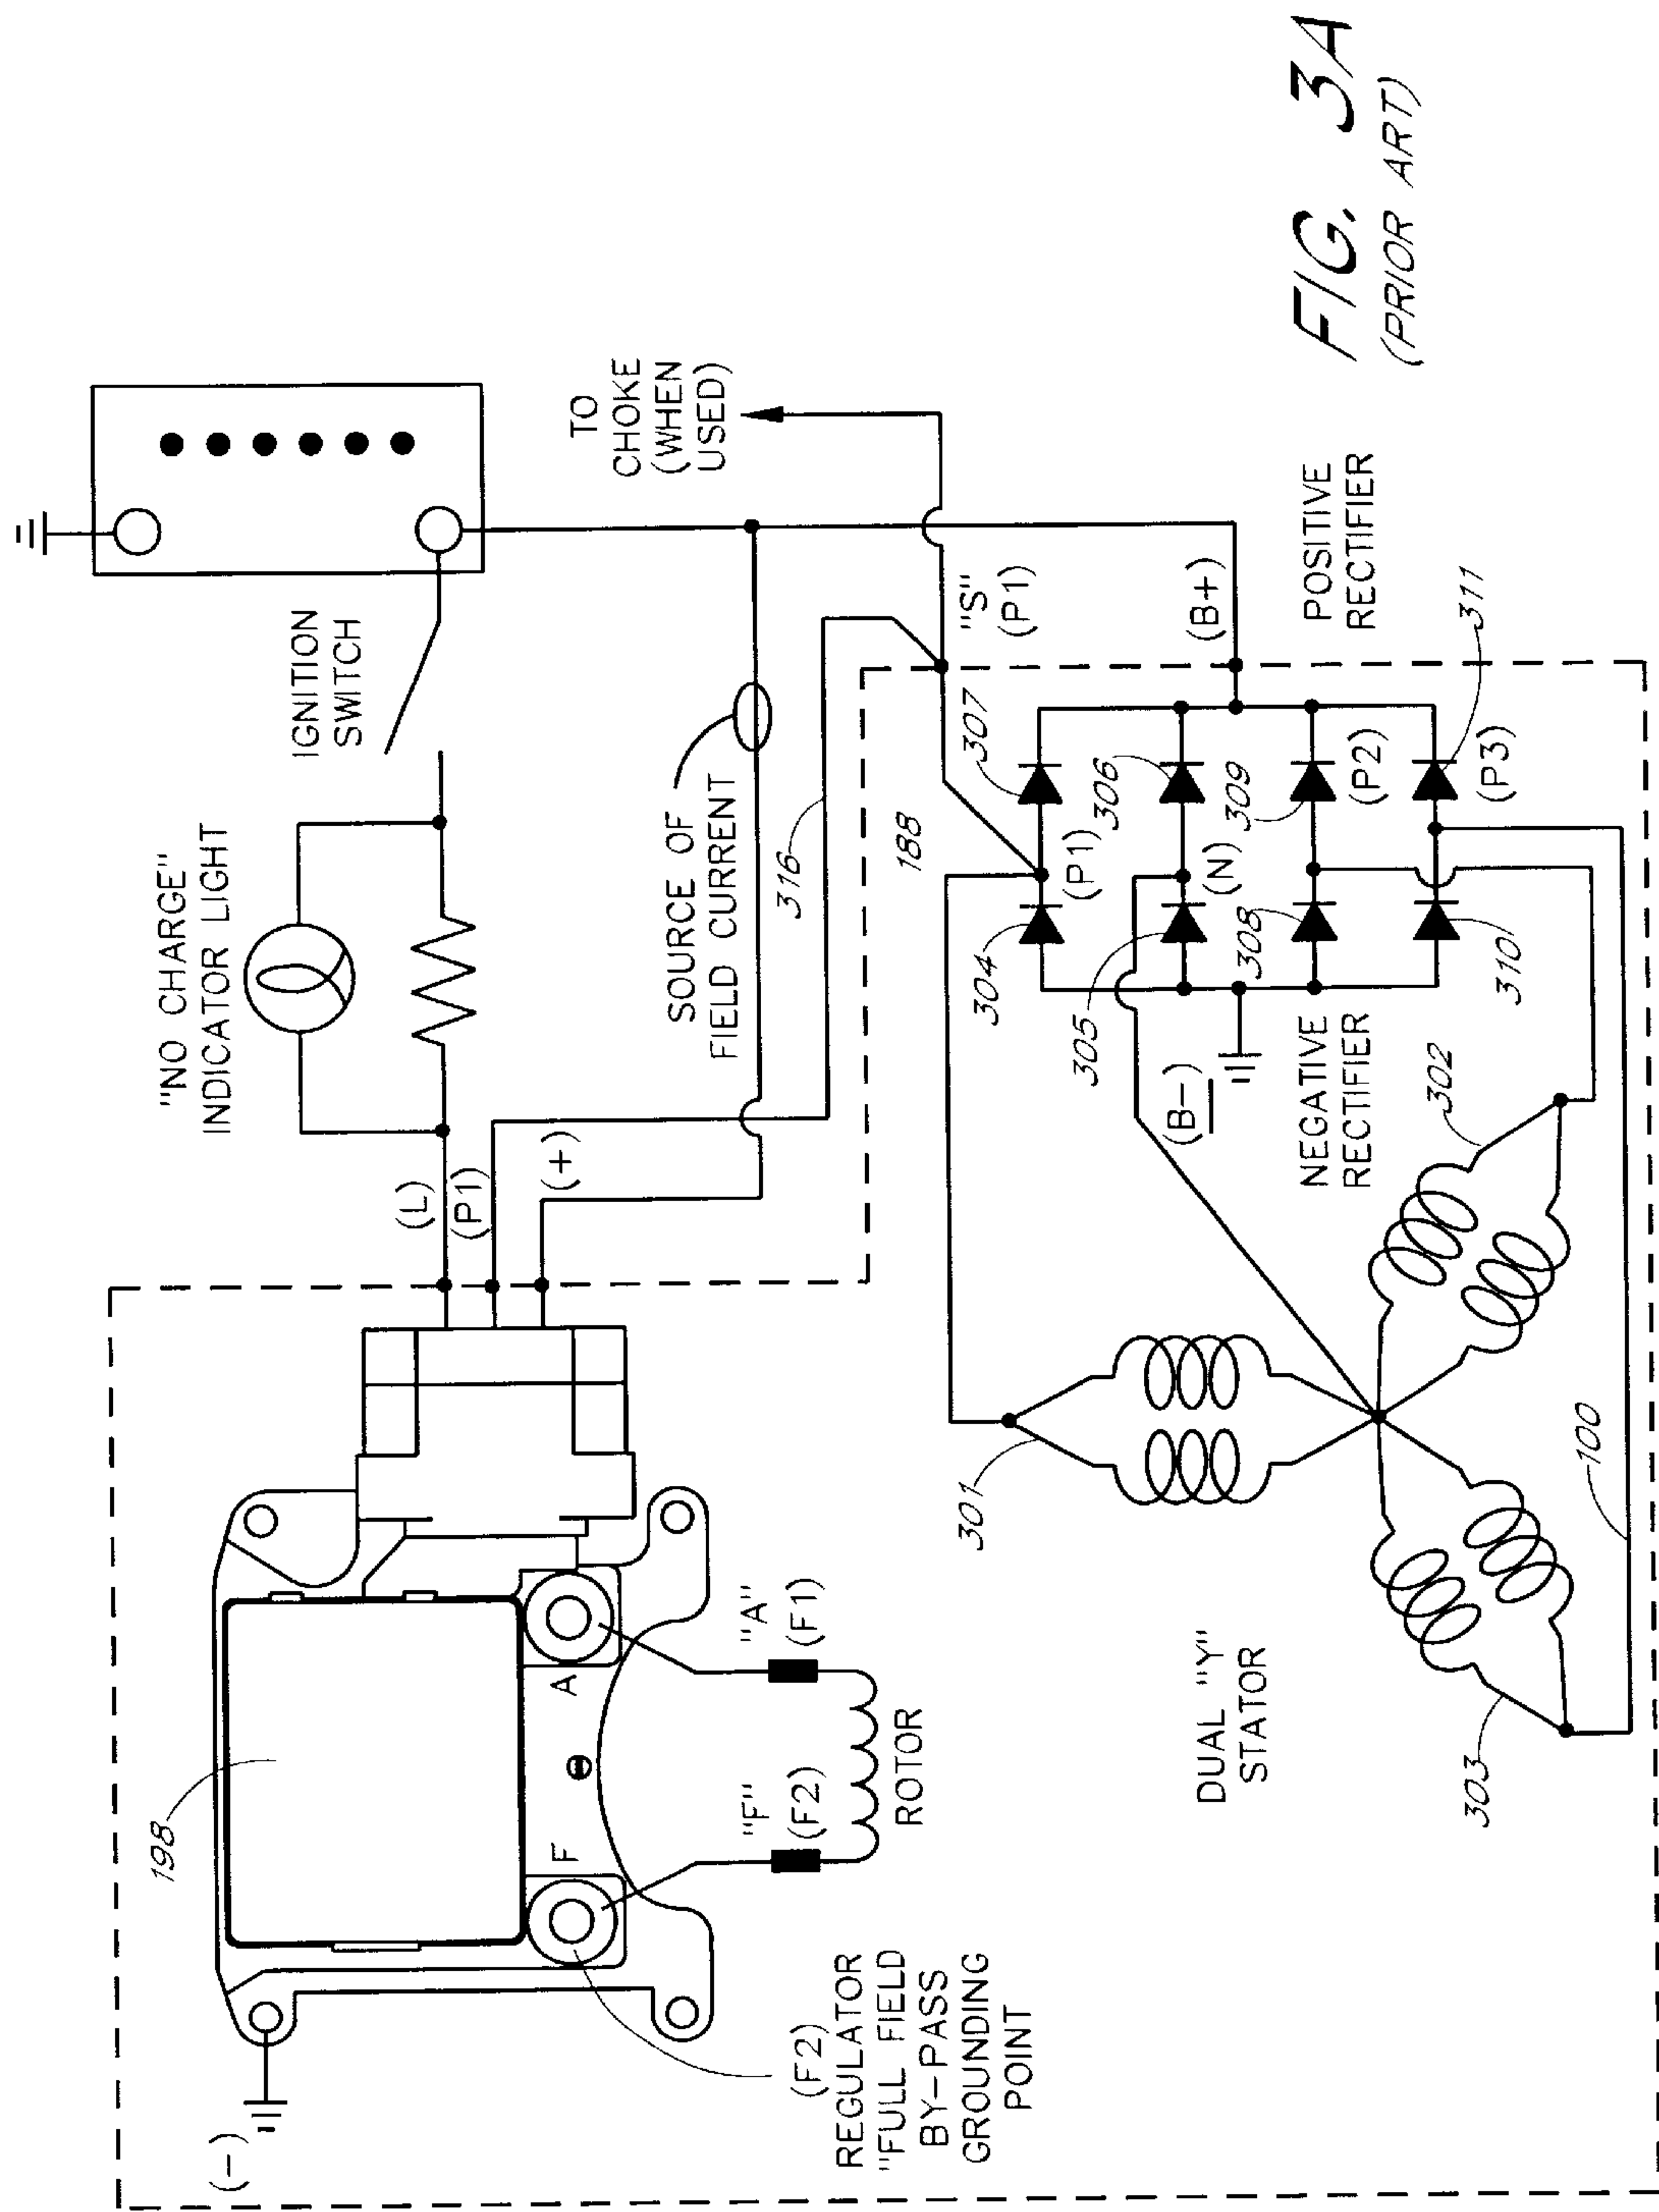 (-)
198
(F2)
REGULATOR
"FULL FIELD
BY-PASS
GROUNDING
POINT
F
A
"F"
(F2)
"A"
(F1)
ROTOR
(L)
(P1)
(+)
"NO CHARGE"
INDICATOR LIGHT
IGNITION
SWITCH
SOURCE OF
FIELD CURRENT
316
TO
CHOKE
(WHEN
USED)
188
"S"
(P1)
(B+)
307
304
(P1)
306
305
(N)
309
308
(P2)
311
310
(P3)
(B-)
NEGATIVE
RECTIFIER
POSITIVE
RECTIFIER
301
302
303
100
DUAL "Y"
STATOR
FIG. 3A
(PRIOR ART)